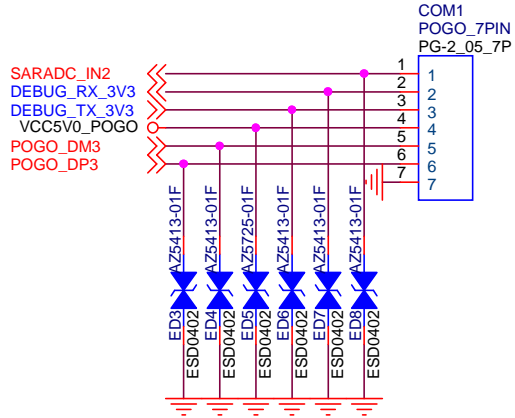 COM1
POGO_7PIN
PG-2_05_7P
SARADC_IN2
DEBUG_RX_3V3
DEBUG_TX_3V3
VCC5V0_POGO
POGO_DM3
POGO_DP3
1
2
3
4
5
6
7
1
2
3
4
5
6
7
AZ5413-01F
AZ5413-01F
AZ5725-01F
AZ5413-01F
AZ5413-01F
AZ5413-01F
ED3
ESD0402
ED4
ESD0402
ED5
ESD0402
ED6
ESD0402
ED7
ESD0402
ED8
ESD0402